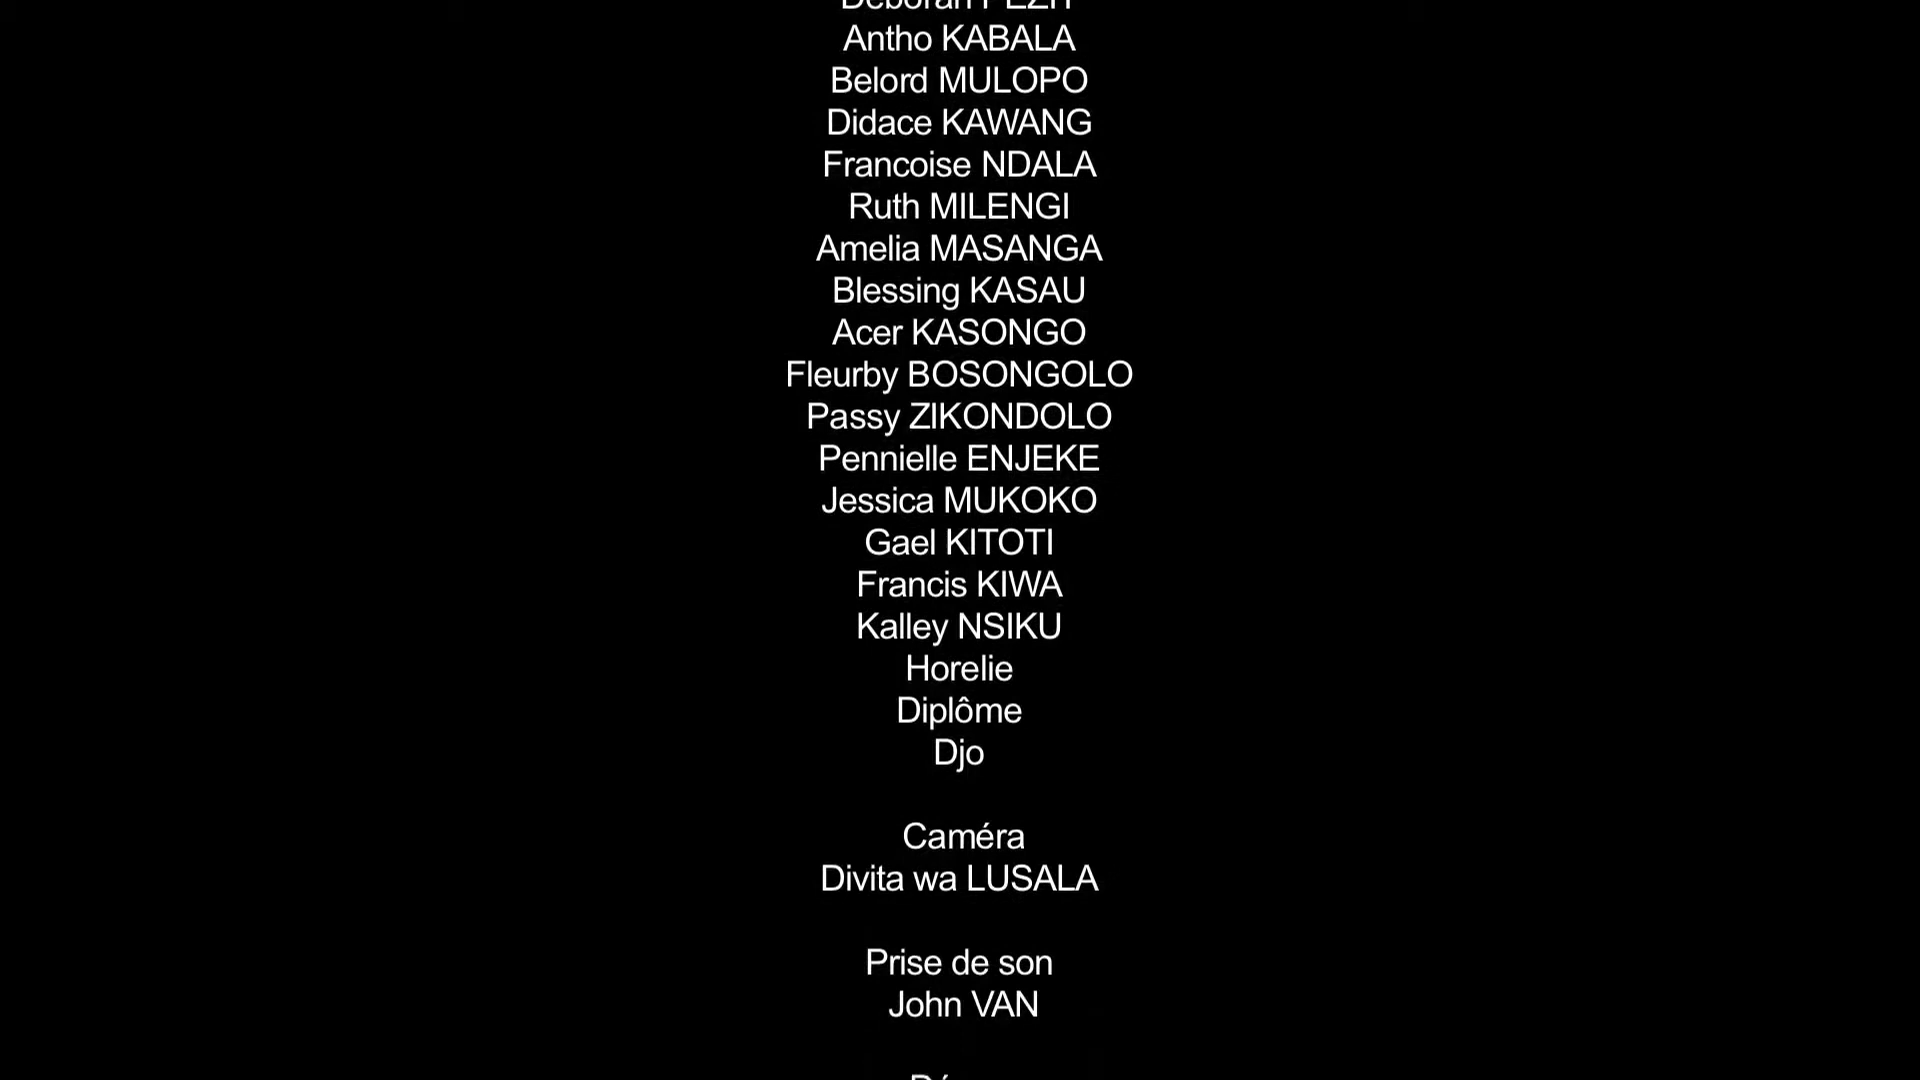 Antho KABALA
Belord MULOPO
Didace KAWANG
Francoise NDALA
Ruth MILENGI
Amelia MASANGA
Blessing KASAU
Acer KASONGO
Fleurby BOSONGOLO
Passy ZIKONDOLO
Pennielle ENJEKE
Jessica MUKOKO
Gael KITOTI
Francis KIWA
Kalley NSIKU
Horelie
Diplôme
Djo
Caméra
Divita wa LUSALA
Prise de son
John VAN